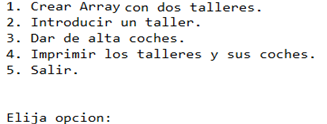 1. Crear Array con dos talleres.
2. Introducir un taller.
3. Dar de alta coches.
4. Imprimir los talleres y sus coches.
5. Salir.
Elija opcion: